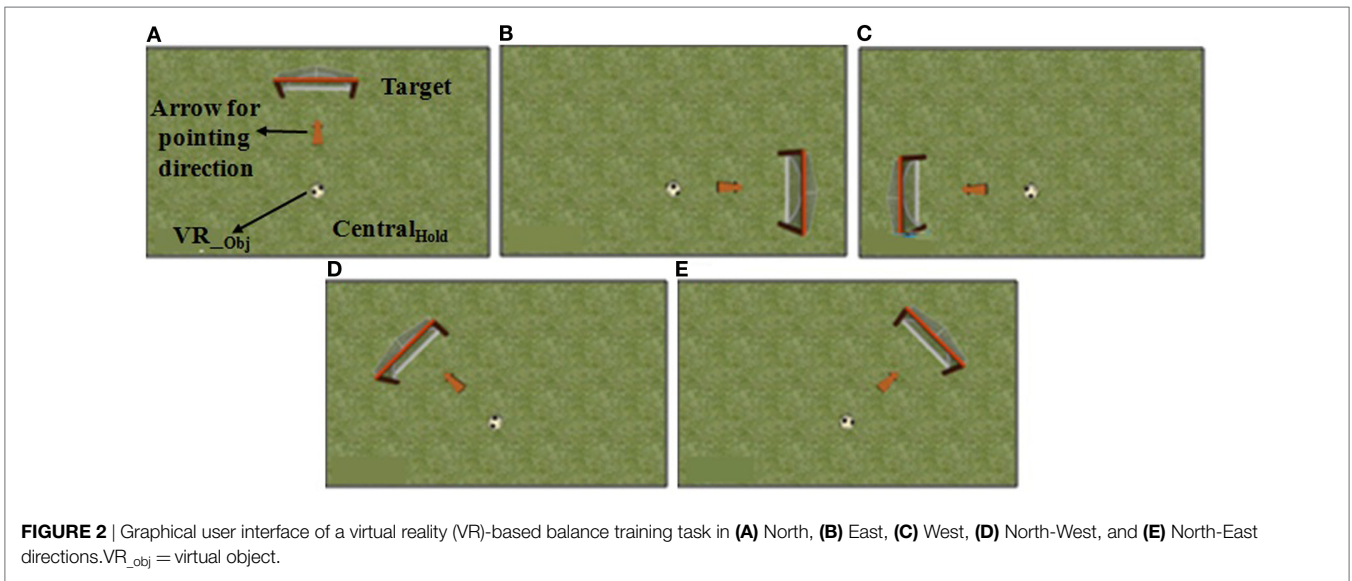 A
B
C
Target
Arrow for
pointing
direction
VR_Obj
CentralHold
D
E
FIGURE 2 | Graphical user interface of a virtual reality (VR)-based balance training task in (A) North, (B) East, (C) West, (D) North-West, and (E) North-East
directions.VR_obj = virtual object.